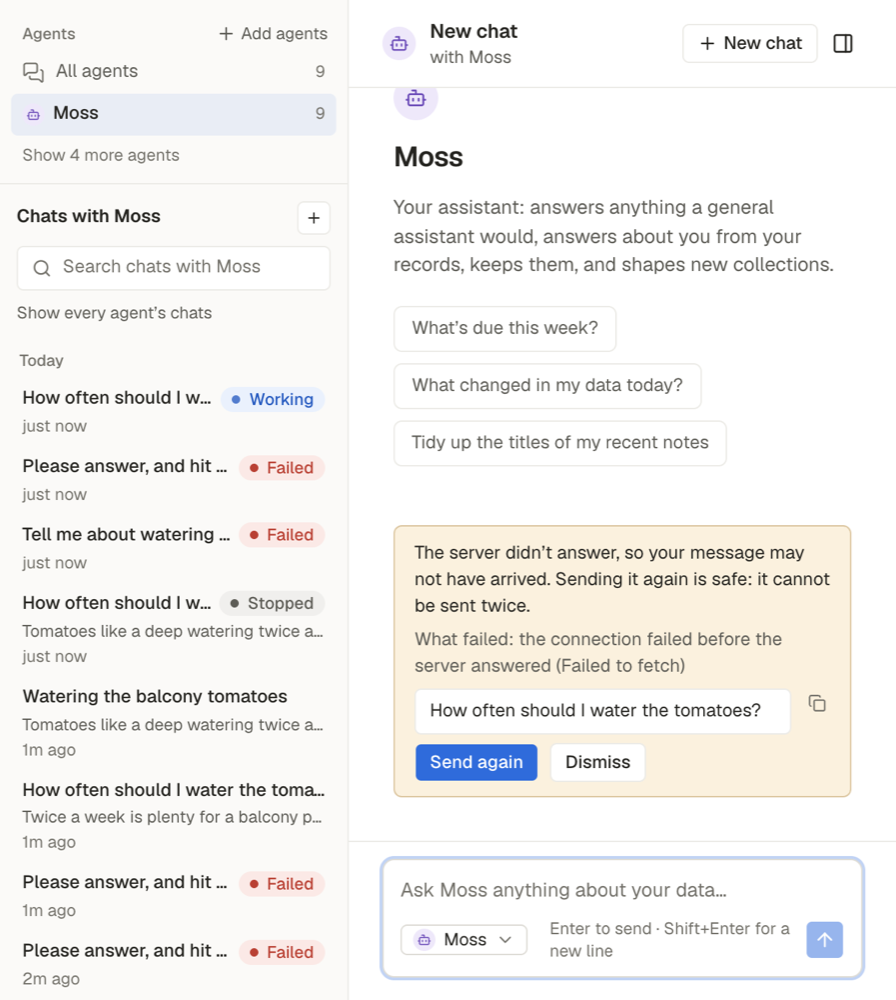 Agents
Add agents
All agents 9
Moss 9
Show 4 more agents
Chats with Moss
Search chats with Moss
Show every agent’s chats
Today
How often should I w... Working
just now
Please answer, and hit ... Failed
just now
Tell me about watering ... Failed
just now
How often should I w... Stopped
Tomatoes like a deep watering twice a...
just now
Watering the balcony tomatoes
Tomatoes like a deep watering twice a...
1m ago
How often should I water the toma...
Twice a week is plenty for a balcony p...
1m ago
Please answer, and hit ... Failed
1m ago
Please answer, and hit ... Failed
2m ago
New chat
with Moss
New chat
Moss
Your assistant: answers anything a general
assistant would, answers about you from your
records, keeps them, and shapes new collections.
What’s due this week?
What changed in my data today?
Tidy up the titles of my recent notes
The server didn’t answer, so your message may
not have arrived. Sending it again is safe: it cannot
be sent twice.
What failed: the connection failed before the
server answered (Failed to fetch)
How often should I water the tomatoes?
Send again
Dismiss
Ask Moss anything about your data...
Moss
Enter to send · Shift+Enter for a
new line